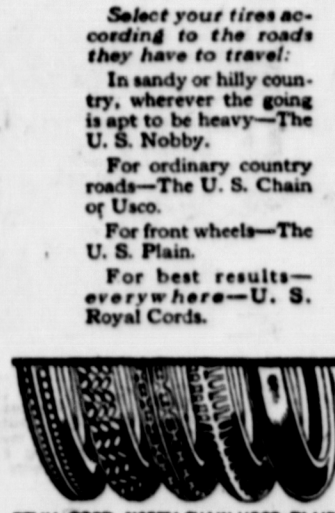 Select your tires ac-
cording to the roads
they have to travel:
In sandy or hilly coun-
try, wherever the going
is apt to be heavy—The
U. S. Nobby.
For ordinary country
roads—The U. S. Chain
or Usco.
For front wheels—The
U. S. Plain.
For best results—
everywhere—U. S.
Royal Cords.